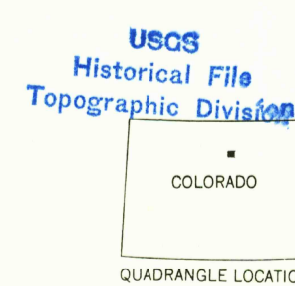 USGS
Historical File
Topographic Division
COLORADO
QUADRANGLE LOCATIO